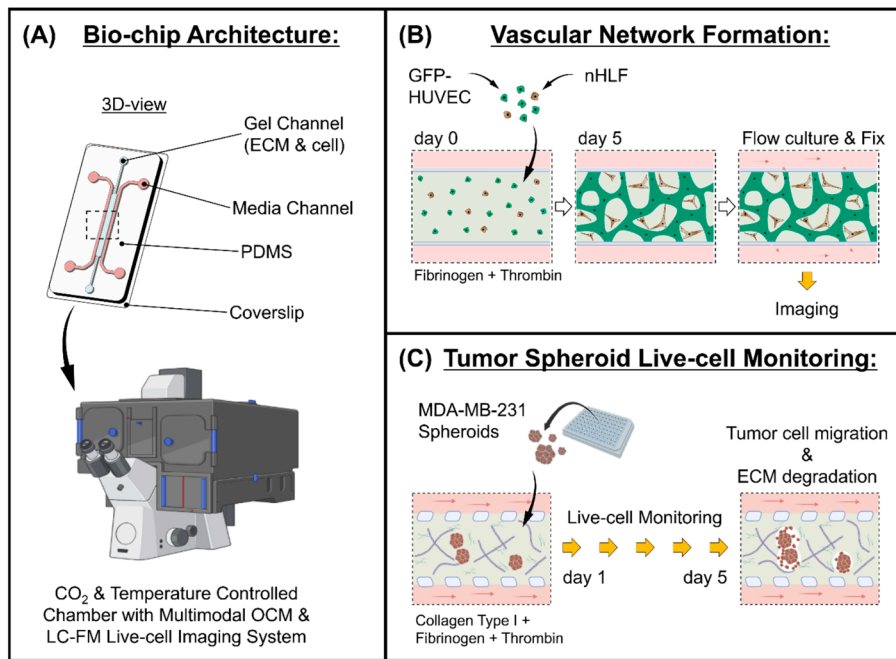 (A) Bio-chip Architecture:
3D-view
Gel Channel
(ECM & cell)
Media Channel
PDMS
Coverslip
CO₂ & Temperature Controlled
Chamber with Multimodal OCM &
LC-FM Live-cell Imaging System
(B) Vascular Network Formation:
GFP-
HUVEC
nHLF
day 0
day 5
Flow culture & Fix
Fibrinogen + Thrombin
Imaging
(C) Tumor Spheroid Live-cell Monitoring:
MDA-MB-231
Spheroids
Tumor cell migration
&
ECM degradation
Live-cell Monitoring
day 1
day 5
Collagen Type I +
Fibrinogen + Thrombin